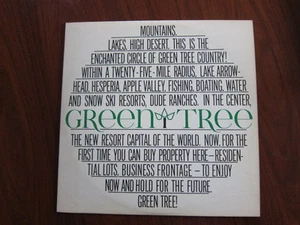 MOUNTAINS.
LAKES, HIGH DESERT. THIS IS THE
ENCHANTED CIRCLE OF GREEN TREE COUNTRY!
WITHIN A TWENTY-FIVE-MILE RADIUS, LAKE ARROW-
HEAD, HESPERIA, APPLE VALLEY. FISHING, BOATING, WATER
AND SNOW SKI RESORTS, DUDE RANCHES. IN THE CENTER,
GREEN TREE
THE NEW RESORT CAPITAL OF THE WORLD. NOW, FOR THE
FIRST TIME YOU CAN BUY PROPERTY HERE—RESIDEN-
TIAL LOTS, BUSINESS FRONTAGE—TO ENJOY
NOW AND HOLD FOR THE FUTURE.
GREEN TREE!